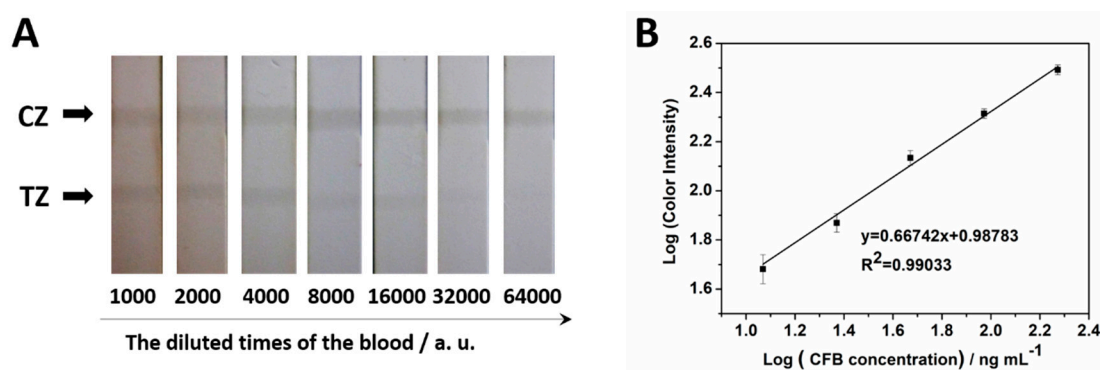 A
CZ
TZ
1000 2000 4000 8000 16000 32000 64000
The diluted times of the blood / a. u.
B
Log (Color Intensity)
2.6
2.4
2.2
2.0
1.8
1.6
y=0.66742x+0.98783
R²=0.99033
1.0 1.2 1.4 1.6 1.8 2.0 2.2 2.4
Log ( CFB concentration) / ng mL⁻¹